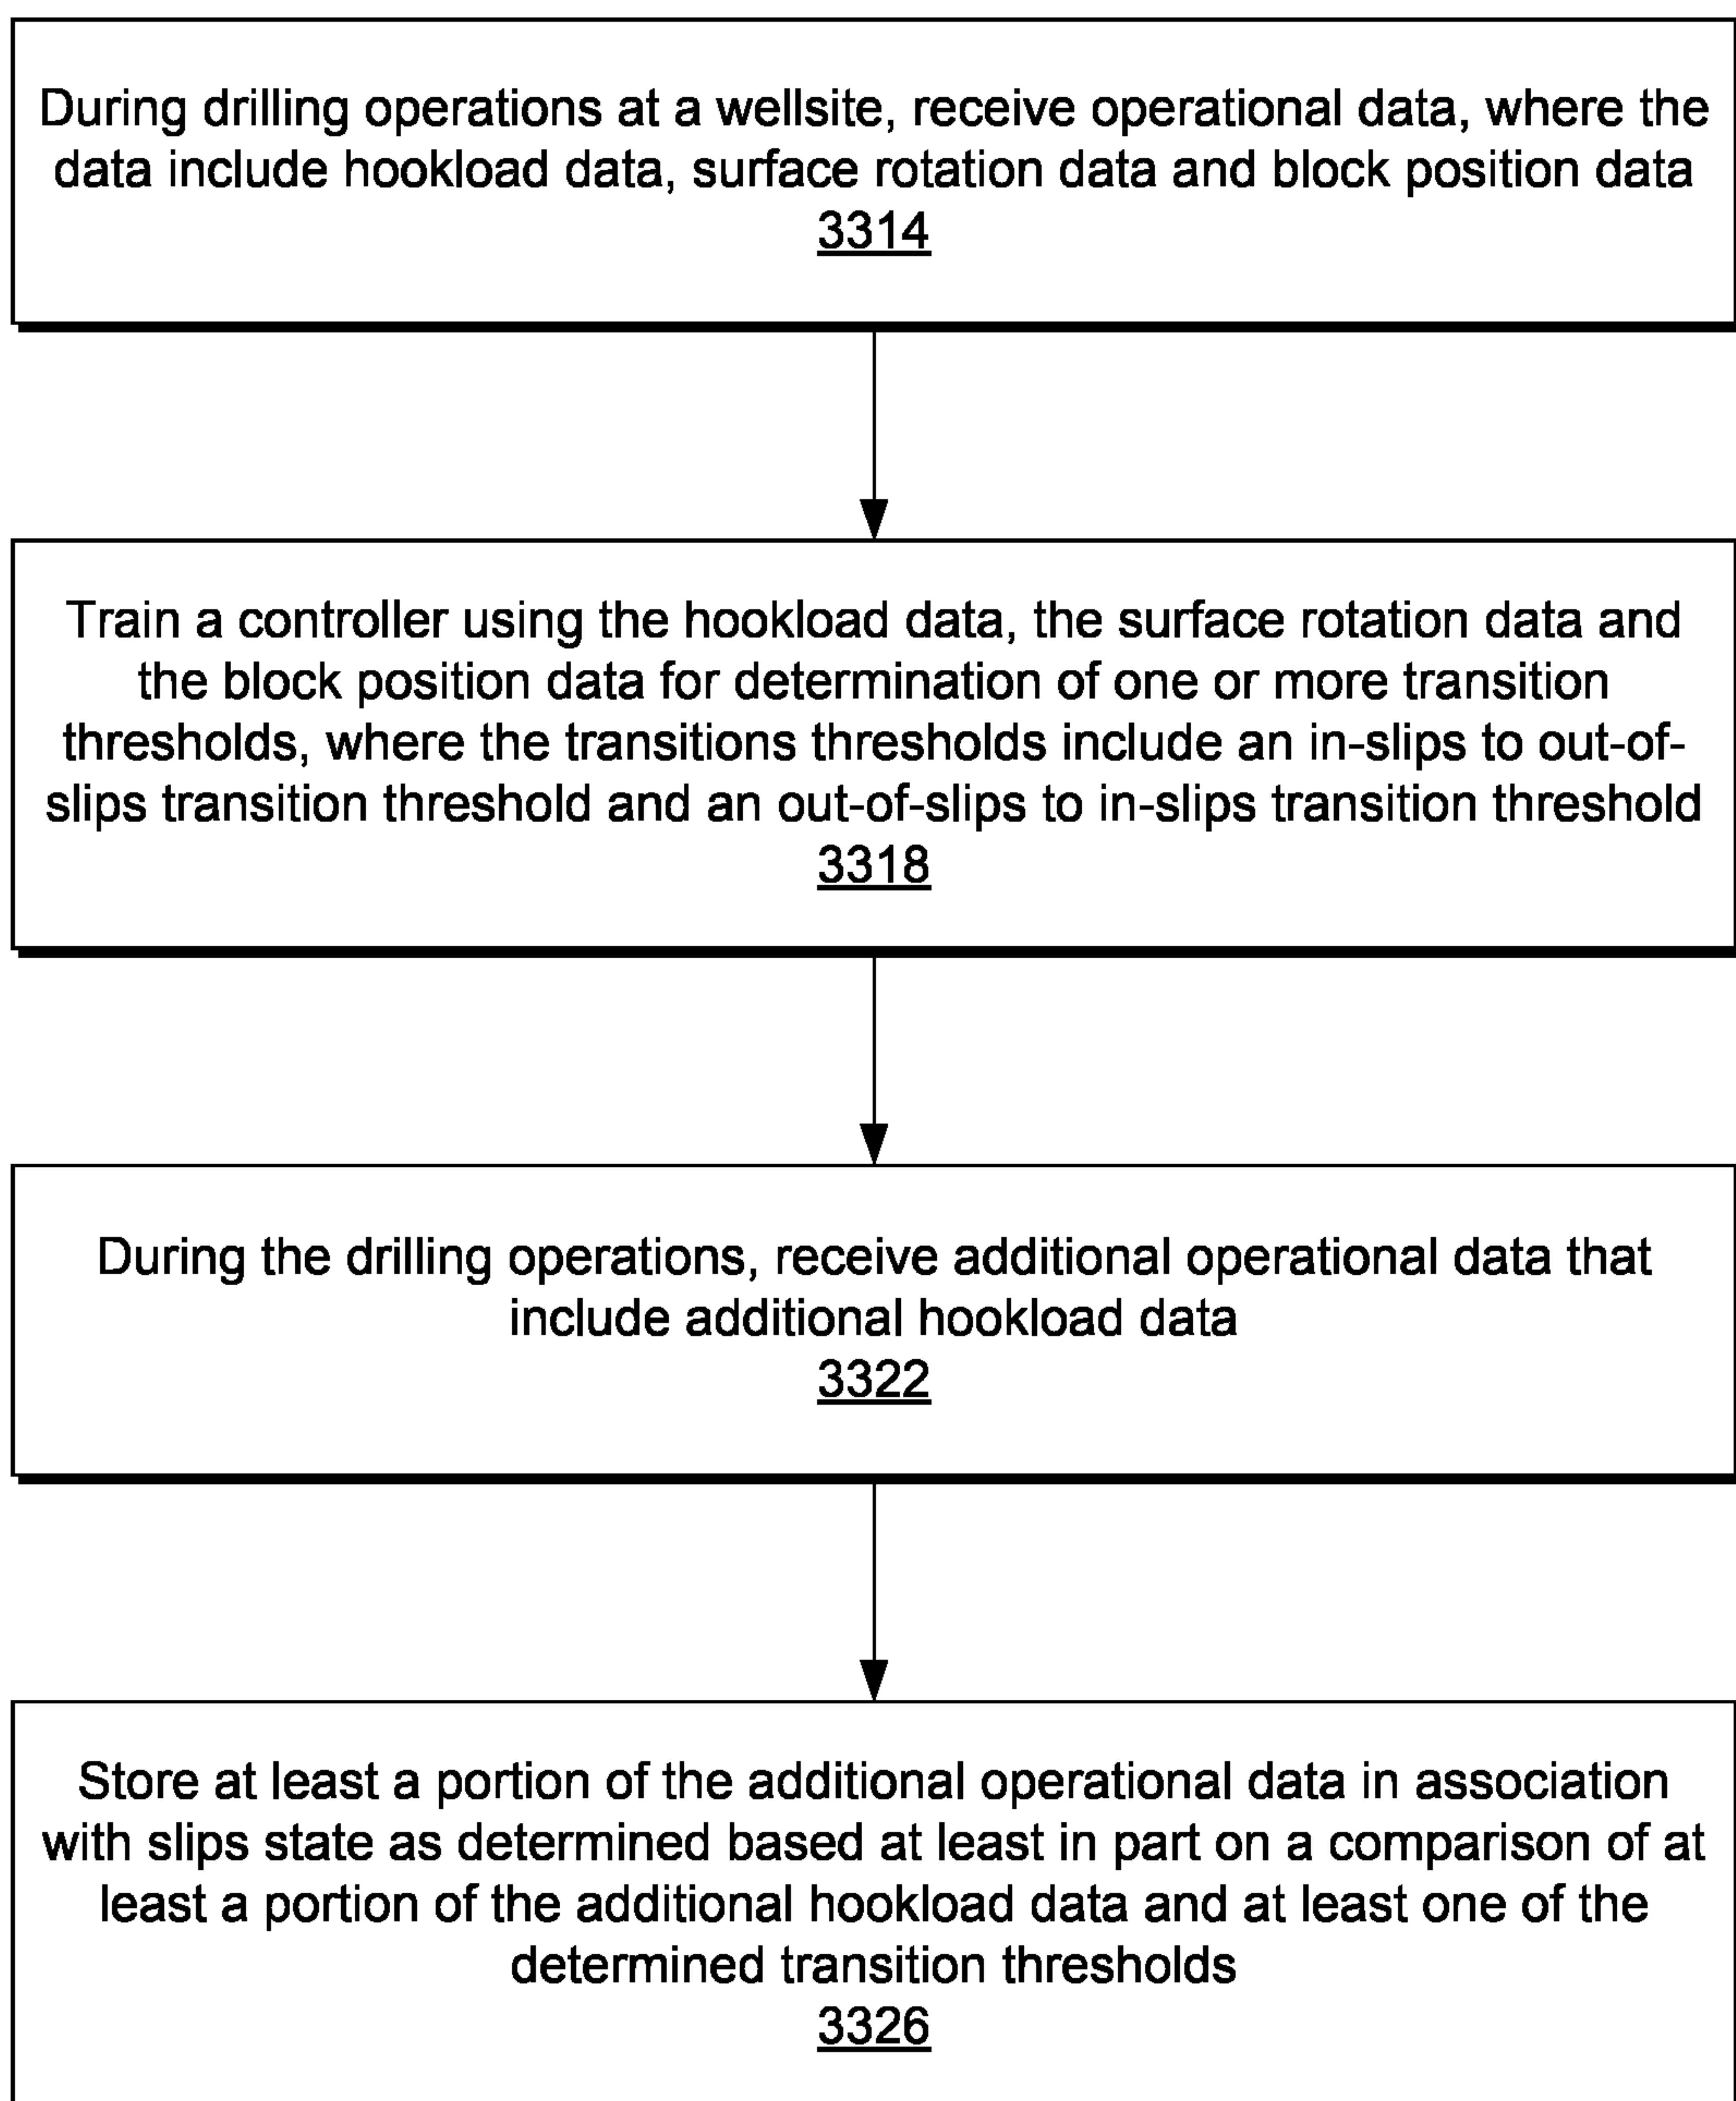 During drilling operations at a wellsite, receive operational data, where the
data include hookload data, surface rotation data and block position data
3314
Train a controller using the hookload data, the surface rotation data and
the block position data for determination of one or more transition
thresholds, where the transitions thresholds include an in-slips to out-of-
slips transition threshold and an out-of-slips to in-slips transition threshold
3318
During the drilling operations, receive additional operational data that
include additional hookload data
3322
Store at least a portion of the additional operational data in association
with slips state as determined based at least in part on a comparison of at
least a portion of the additional hookload data and at least one of the
determined transition thresholds
3326